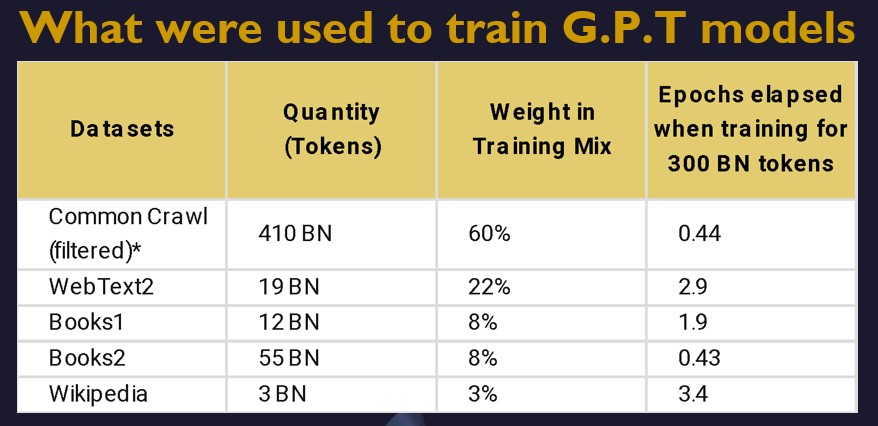 What were used to train G.P.T models
Datasets
Quantity
(Tokens)
Weight in
Training Mix
Epochs elapsed
when training for
300 BN tokens
Common Crawl
(filtered)*
410 BN
60%
0.44
WebText2
19 BN
22%
2.9
Books1
12 BN
8%
1.9
Books2
55 BN
8%
0.43
Wikipedia
3 BN
3%
3.4